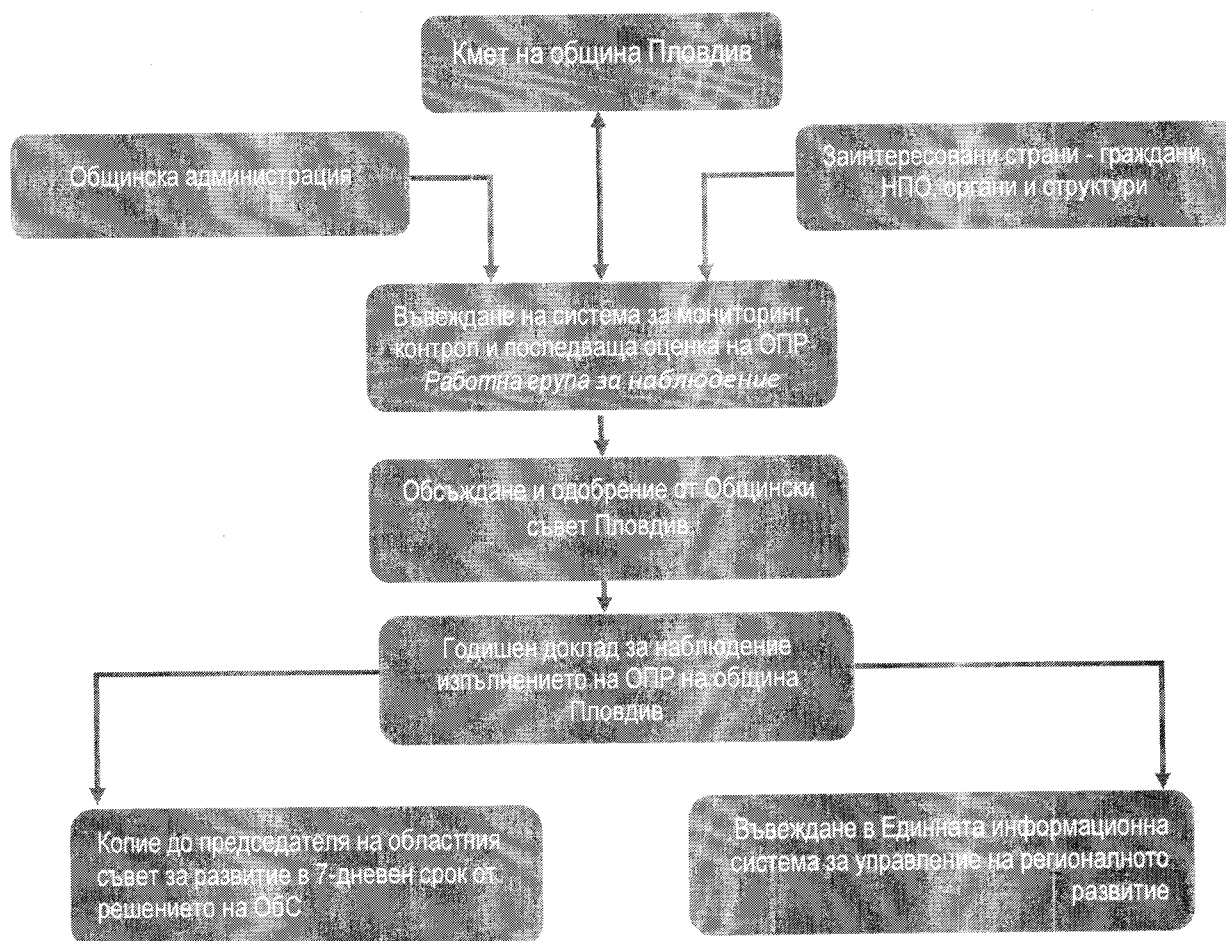 Кмет на община Пловдив
Общинска администрация
Заинтересовани страни - граждани,
НПО, органи и структури
Въвеждане на система за мониторинг,
контрол и последваща оценка на ОПР
Работна група за наблюдение
Обсъждане и одобрение от Общински
съвет Пловдив.
Годишен доклад за наблюдение
изпълнението на ОПР на община
Пловдив
Копие до председателя на областния
съвет за развитие в 7-дневен срок от
решението на ОбС
Въвеждане в Единната информационна
система за управление на регионалното
развитие